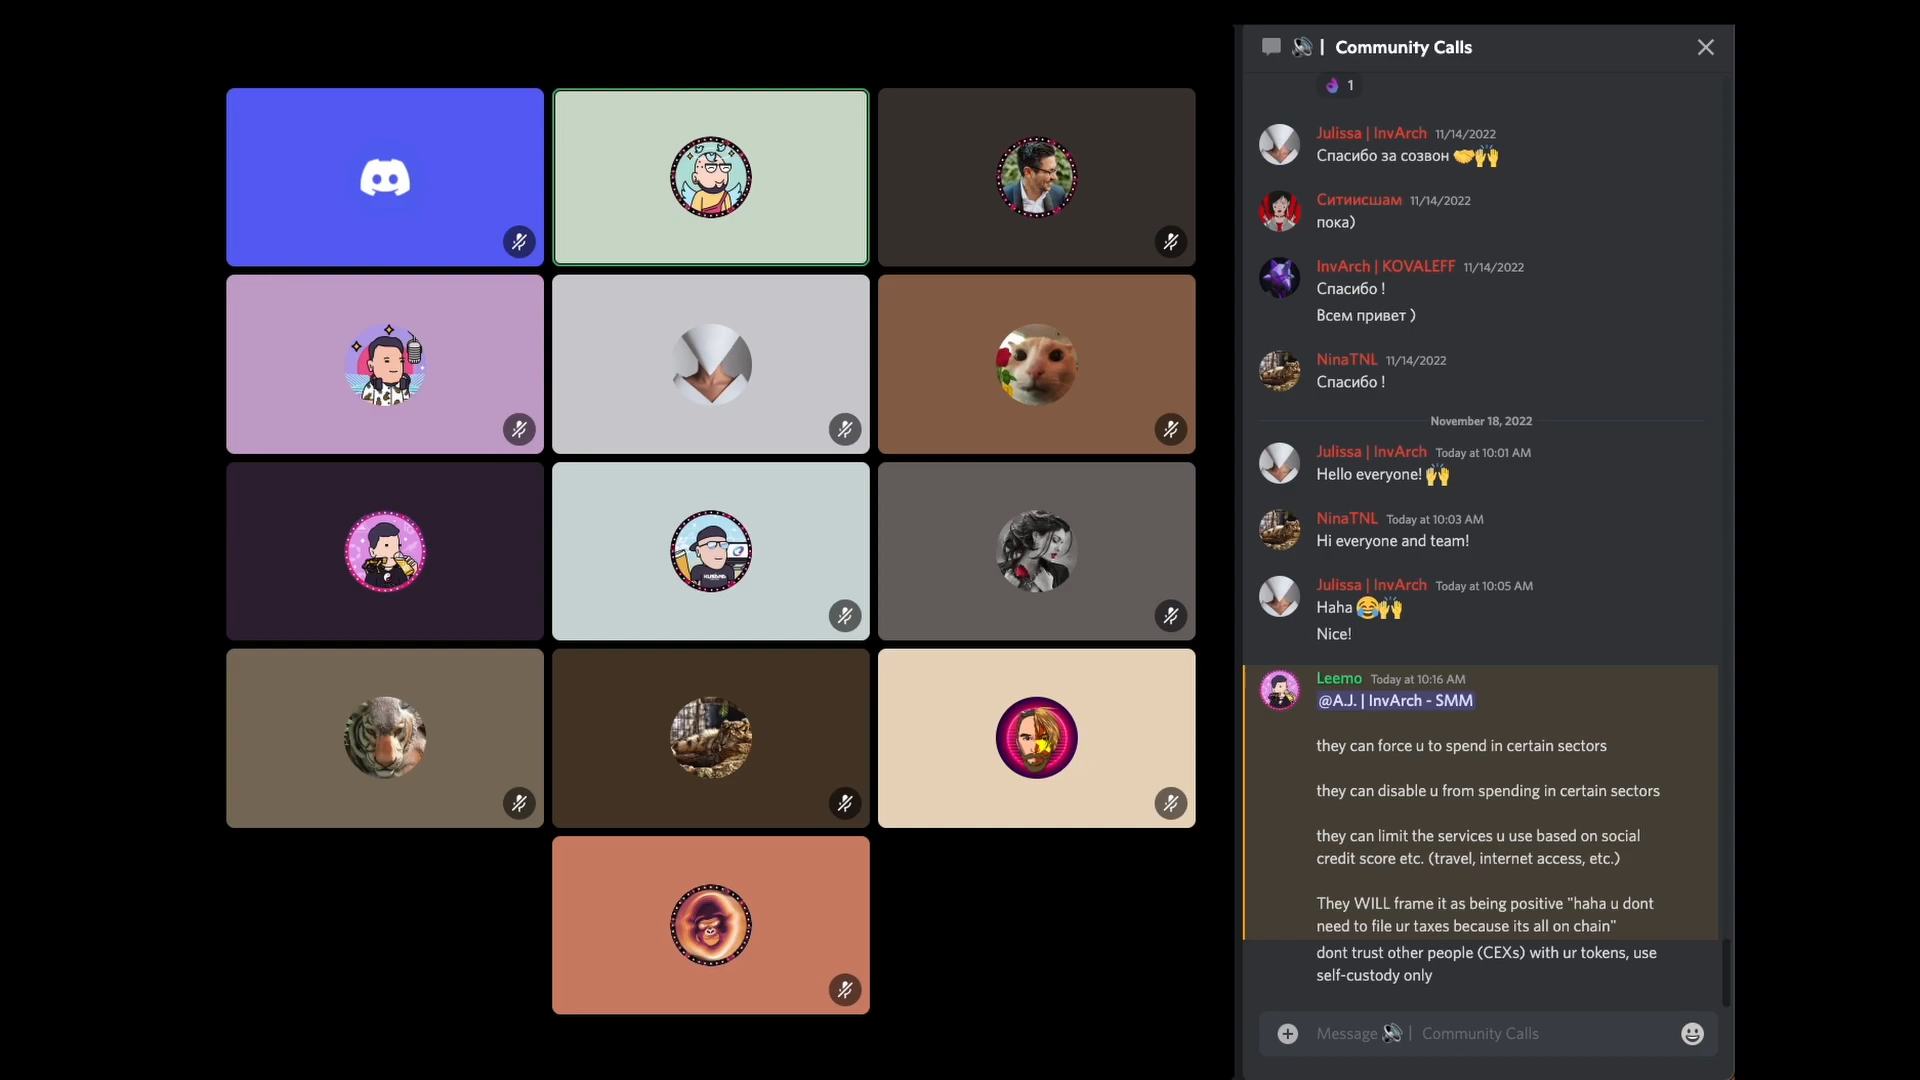 Community Calls
1
Julissa | InvArch 11/14/2022
Спасибо за созвон
Ситиисшам 11/14/2022
пока)
InvArch | KOVALEFF 11/14/2022
Спасибо !
Всем привет )
NinaTNL 11/14/2022
Спасибо !
November 18, 2022
Julissa | InvArch Today at 10:01 AM
Hello everyone!
NinaTNL Today at 10:03 AM
Hi everyone and team!
Julissa | InvArch Today at 10:05 AM
Haha
Nice!
Leemo Today at 10:16 AM
@A.J. | InvArch - SMM
they can force u to spend in certain sectors
they can disable u from spending in certain sectors
they can limit the services u use based on social
credit score etc. (travel, internet access, etc.)
They WILL frame it as being positive "haha u dont
need to file ur taxes because its all on chain"
dont trust other people (CEXs) with ur tokens, use
self-custody only
Message | Community Calls